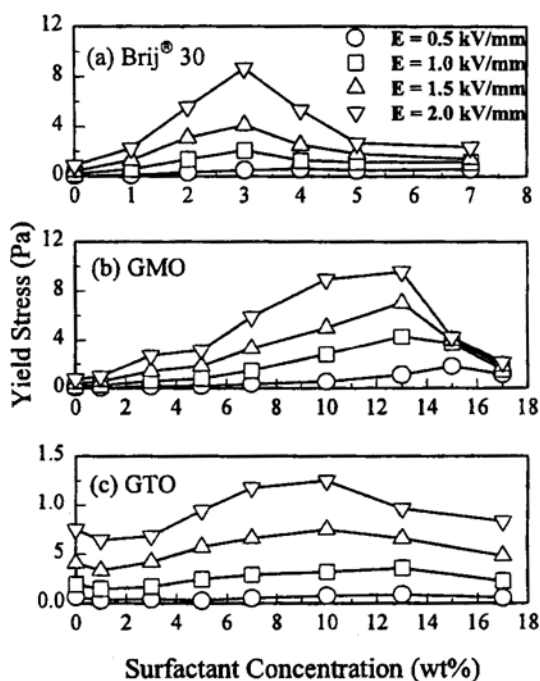 (a) Brij® 30
E = 0.5 kV/mm
E = 1.0 kV/mm
E = 1.5 kV/mm
E = 2.0 kV/mm
12
8
4
0
0 1 2 3 4 5 6 7 8
Yield Stress (Pa)
(b) GMO
12
8
4
0
0 2 4 6 8 10 12 14 16 18
(c) GTO
1.5
1.0
.5
0.0
0 2 4 6 8 10 12 14 16 18
Surfactant Concentration (wt%)